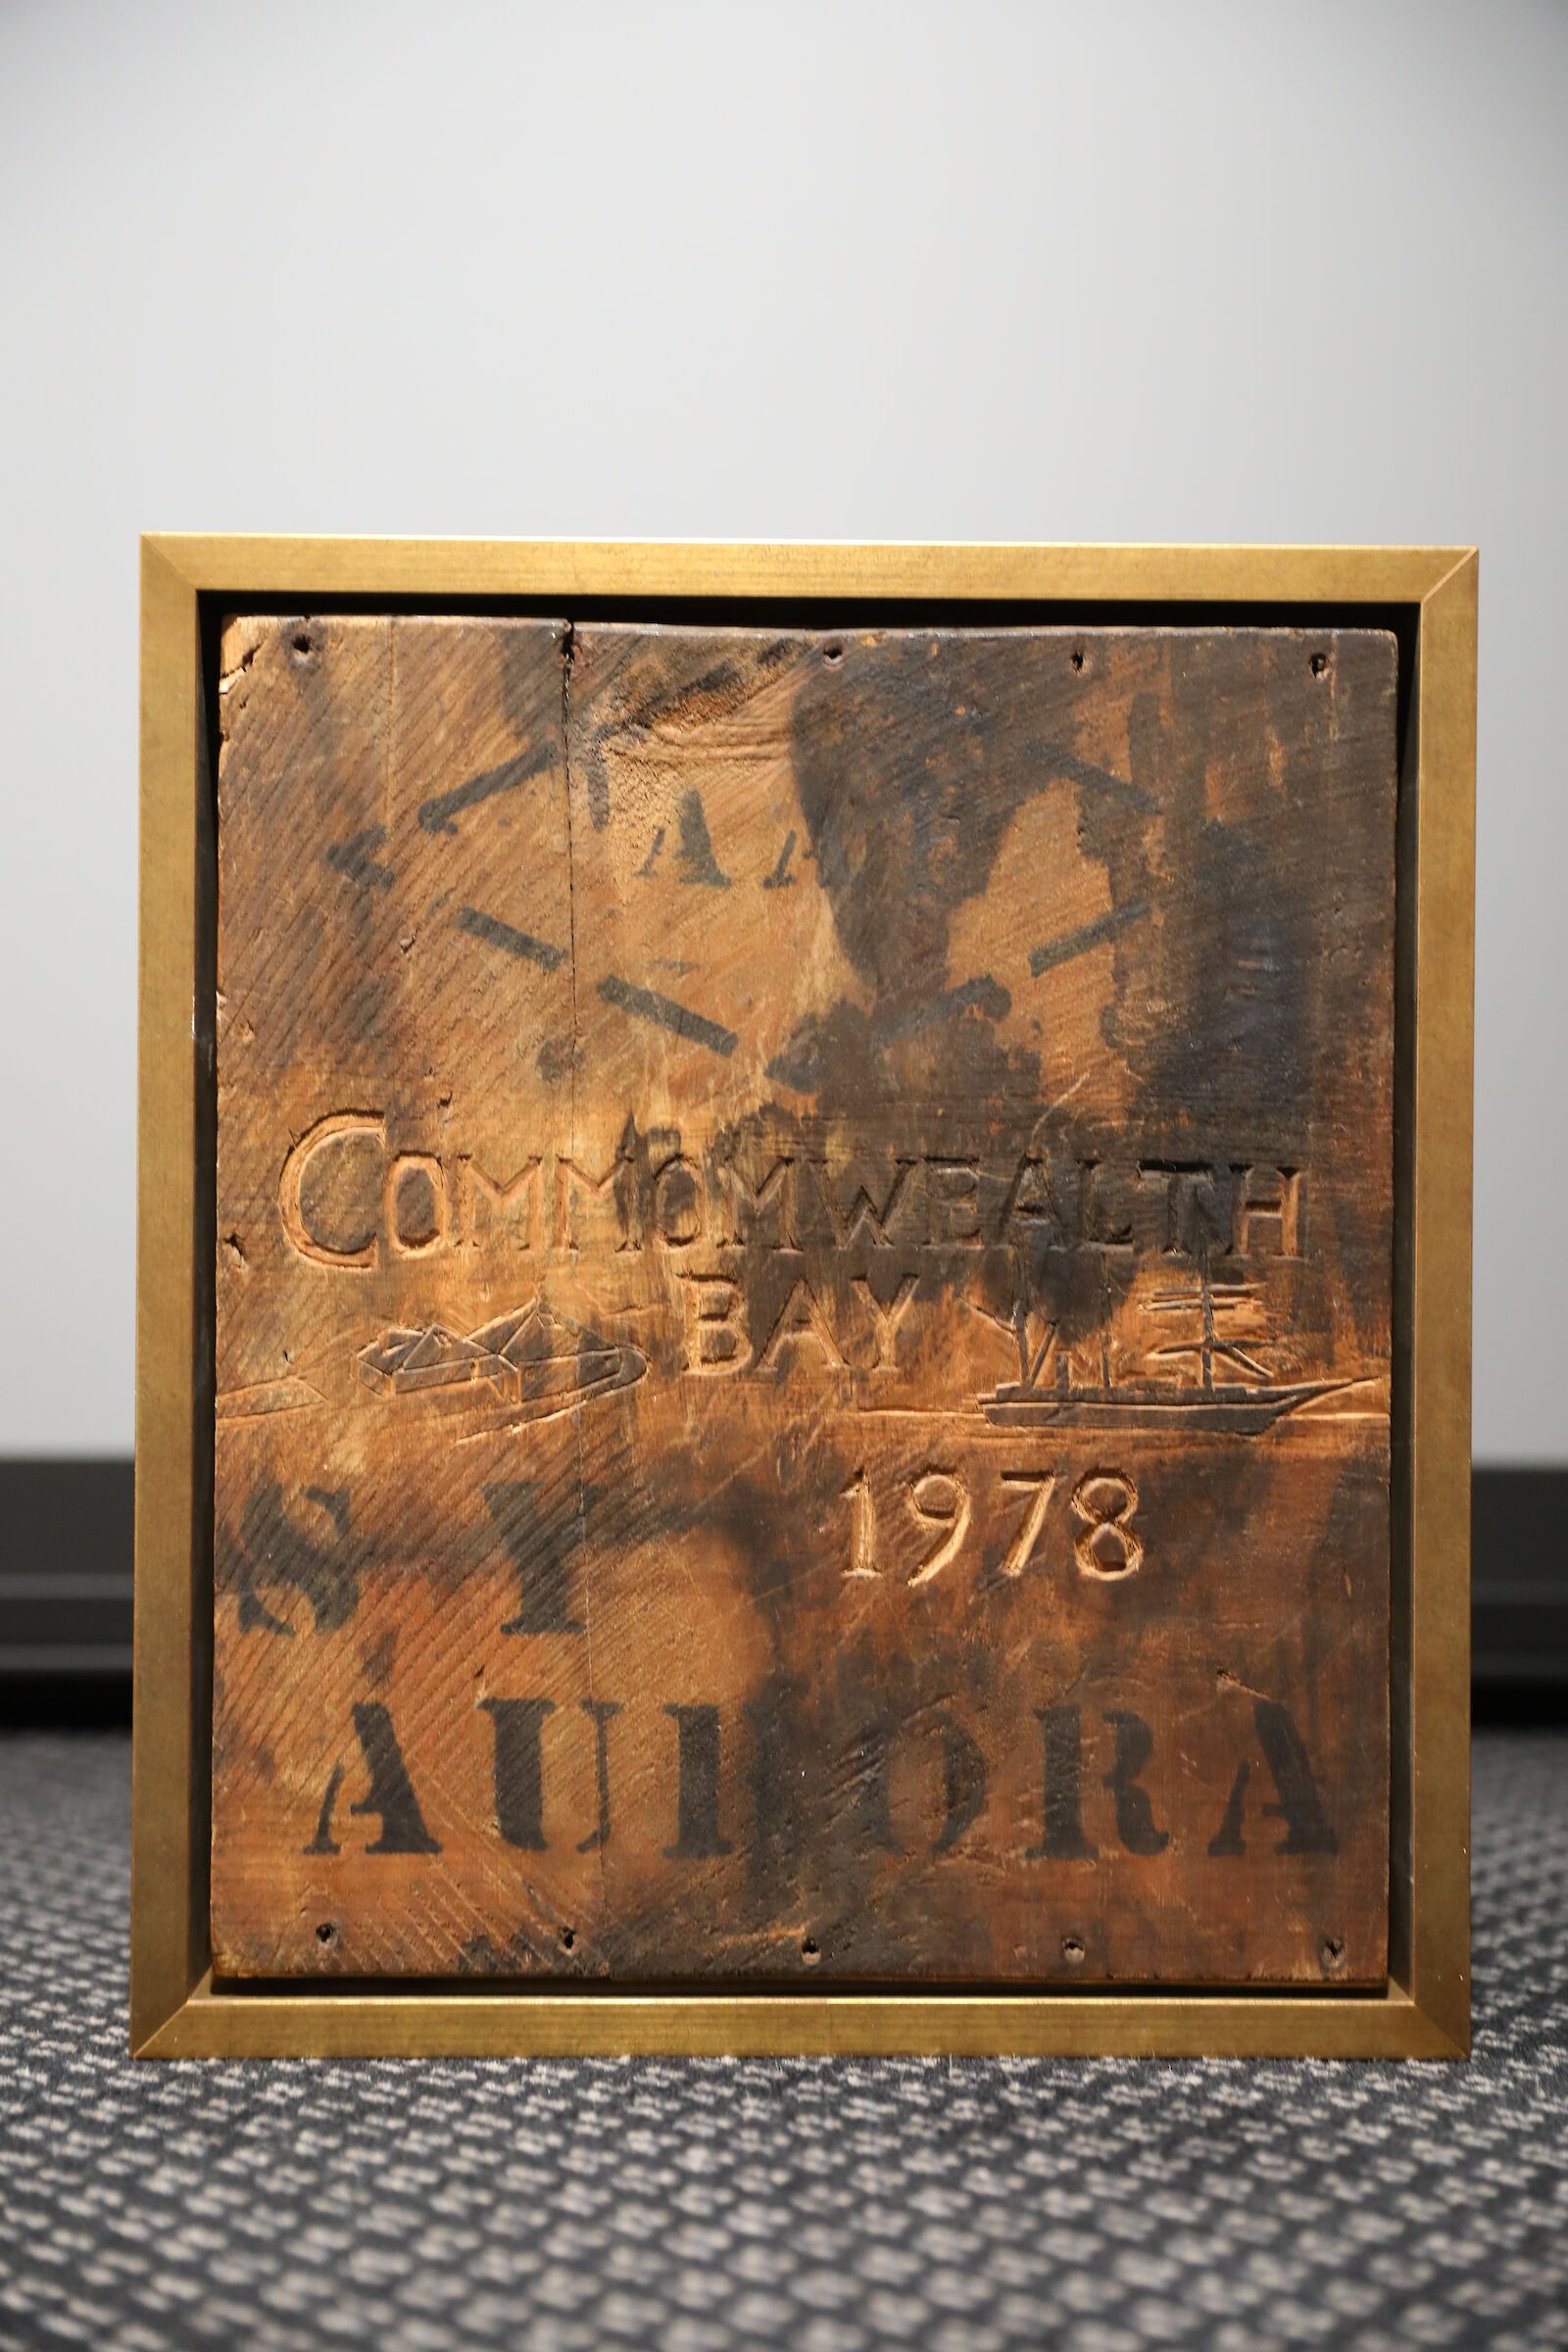 A A
COMMOMWEALTH
BAY
1978
S Y
AURORA